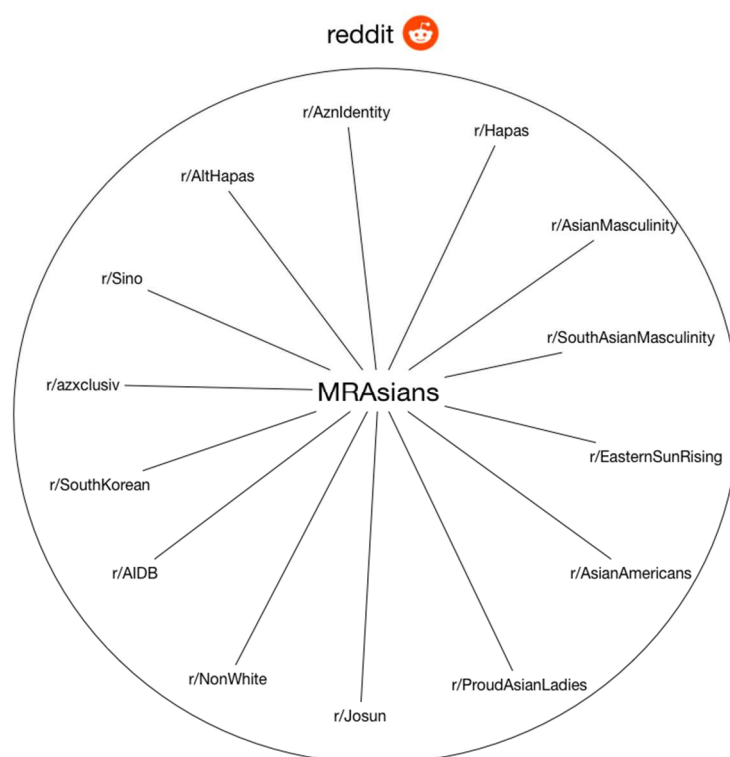 reddit
r/AznIdentity
r/Hapas
r/AltHapas
r/AsianMasculinity
r/Sino
r/SouthAsianMasculinity
r/azxclusiv
MRAsians
r/EasternSunRising
r/SouthKorean
r/AIDB
r/AsianAmericans
r/NonWhite
r/ProudAsianLadies
r/Josun